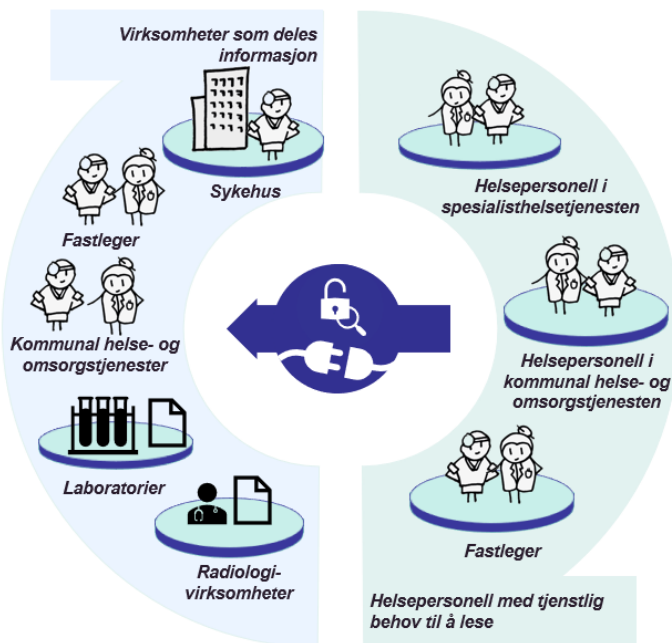 Virksomheter som deles
informasjon
Sykehus
Fastleger
Kommunal helse- og
omsorgstjenester
Laboratorier
Radiologi-
virksomheter
Helsepersonell i
spesialisthelsetjenesten
Helsepersonell i
kommunal helse- og
omsorgstjenesten
Fastleger
Helsepersonell med tjenstlig
behov til å lese